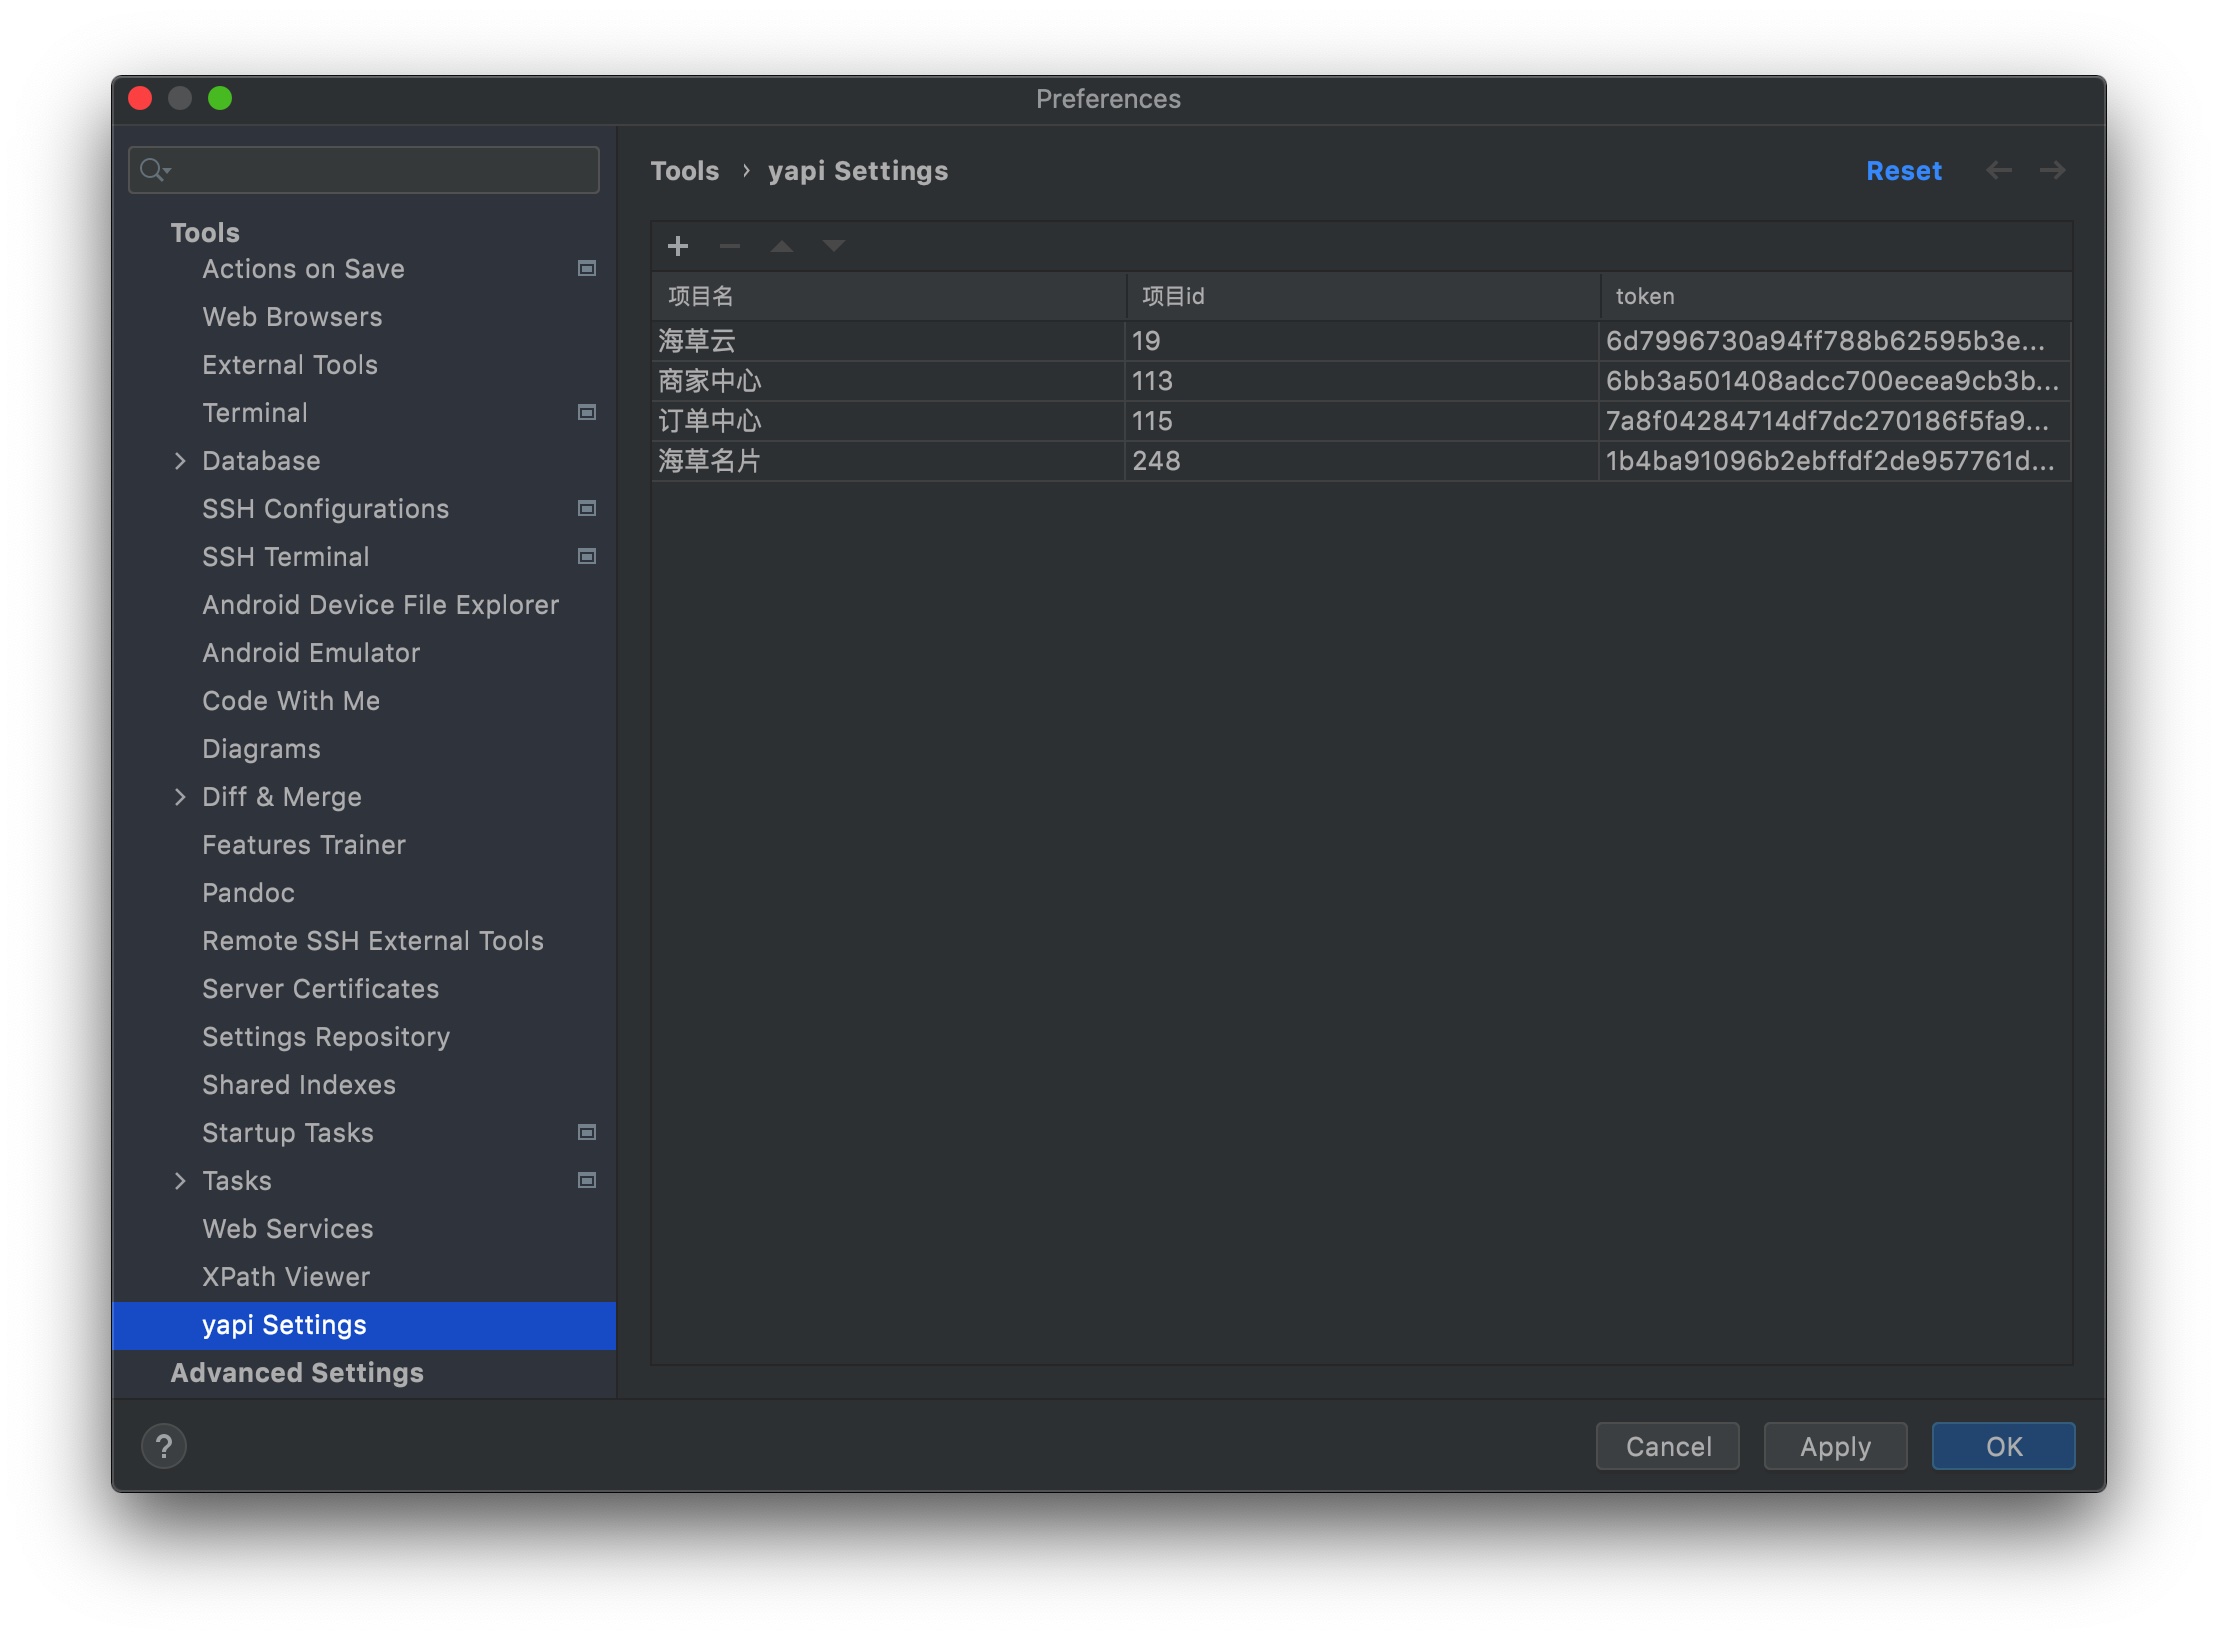 Preferences
Tools
Actions on Save
Web Browsers
External Tools
Terminal
Database
SSH Configurations
SSH Terminal
Android Device File Explorer
Android Emulator
Code With Me
Diagrams
Diff & Merge
Features Trainer
Pandoc
Remote SSH External Tools
Server Certificates
Settings Repository
Shared Indexes
Startup Tasks
Tasks
Web Services
XPath Viewer
yapi Settings
Advanced Settings
Tools › yapi Settings
Reset
项目名 项目id token
海草云 19 6d7996730a94ff788b62595b3e...
商家中心 113 6bb3a501408adcc700ecea9cb3b...
订单中心 115 7a8f04284714df7dc270186f5fa9...
海草名片 248 1b4ba91096b2ebffdf2de957761d...
?
Cancel Apply OK